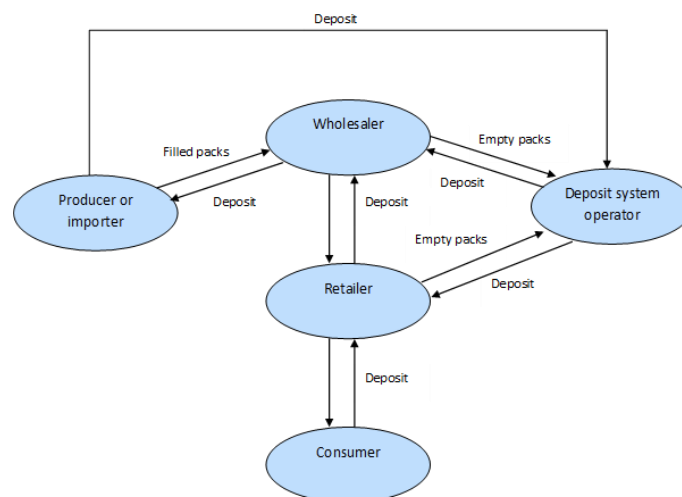 Deposit
Wholesaler
Empty packs
Filled packs
Deposit
Deposit system
operator
Producer or
importer
Deposit
Deposit
Empty packs
Retailer
Deposit
Deposit
Consumer